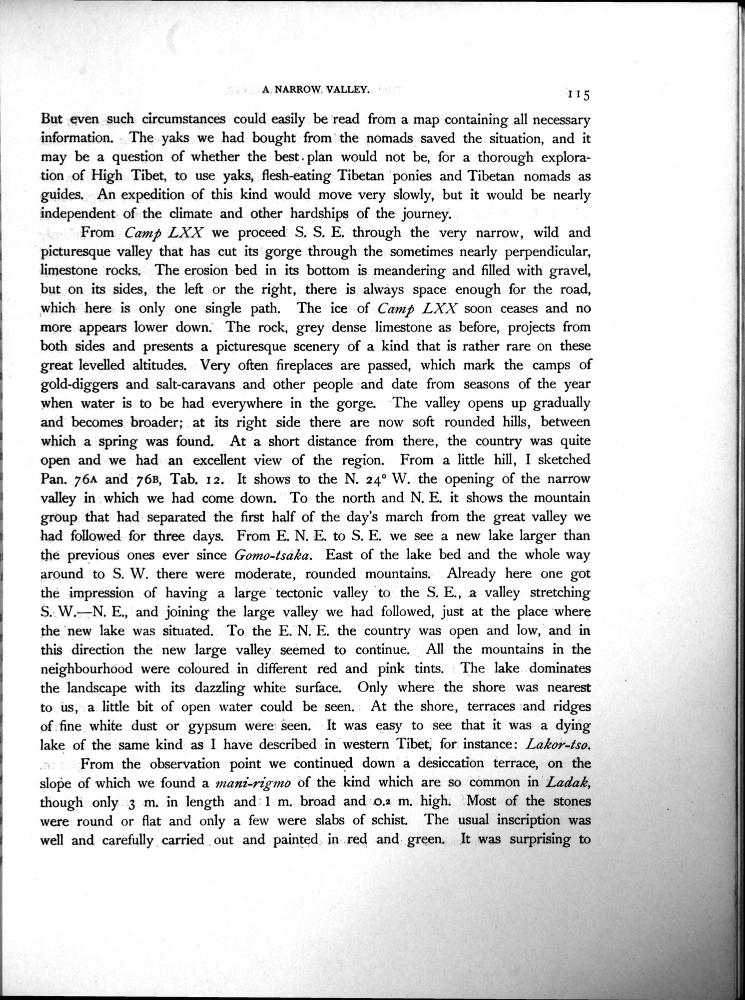 A NARROW VALLEY.
115
But even such circumstances could easily be read from a map containing all necessary
information. The yaks we had bought from the nomads saved the situation, and it
may be a question of whether the best plan would not be, for a thorough explora-
tion of High Tibet, to use yaks, flesh-eating Tibetan ponies and Tibetan nomads as
guides. An expedition of this kind would move very slowly, but it would be nearly
independent of the climate and other hardships of the journey.
From Camp LXX we proceed S. S. E. through the very narrow, wild and
picturesque valley that has cut its gorge through the sometimes nearly perpendicular,
limestone rocks. The erosion bed in its bottom is meandering and filled with gravel,
but on its sides, the left or the right, there is always space enough for the road,
which here is only one single path. The ice of Camp LXX soon ceases and no
more appears lower down. The rock, grey dense limestone as before, projects from
both sides and presents a picturesque scenery of a kind that is rather rare on these
great levelled altitudes. Very often fireplaces are passed, which mark the camps of
gold-diggers and salt-caravans and other people and date from seasons of the year
when water is to be had everywhere in the gorge. The valley opens up gradually
and becomes broader; at its right side there are now soft rounded hills, between
which a spring was found. At a short distance from there, the country was quite
open and we had an excellent view of the region. From a little hill, I sketched
Pan. 76A and 76B, Tab. 12. It shows to the N. 24° W. the opening of the narrow
valley in which we had come down. To the north and N. E. it shows the mountain
group that had separated the first half of the day's march from the great valley we
had followed for three days. From E. N. E. to S. E. we see a new lake larger than
the previous ones ever since Gomo-tsaka. East of the lake bed and the whole way
around to S. W. there were moderate, rounded mountains. Already here one got
the impression of having a large tectonic valley to the S. E., a valley stretching
S. W.—N. E., and joining the large valley we had followed, just at the place where
the new lake was situated. To the E. N. E. the country was open and low, and in
this direction the new large valley seemed to continue. All the mountains in the
neighbourhood were coloured in different red and pink tints. The lake dominates
the landscape with its dazzling white surface. Only where the shore was nearest
to us, a little bit of open water could be seen. At the shore, terraces and ridges
of fine white dust or gypsum were seen. It was easy to see that it was a dying
lake of the same kind as I have described in western Tibet, for instance: Lakor-tso.
From the observation point we continued down a desiccation terrace, on the
slope of which we found a mani-rigmo of the kind which are so common in Ladak,
though only 3 m. in length and 1 m. broad and 0.2 m. high. Most of the stones
were round or flat and only a few were slabs of schist. The usual inscription was
well and carefully carried out and painted in red and green. It was surprising to